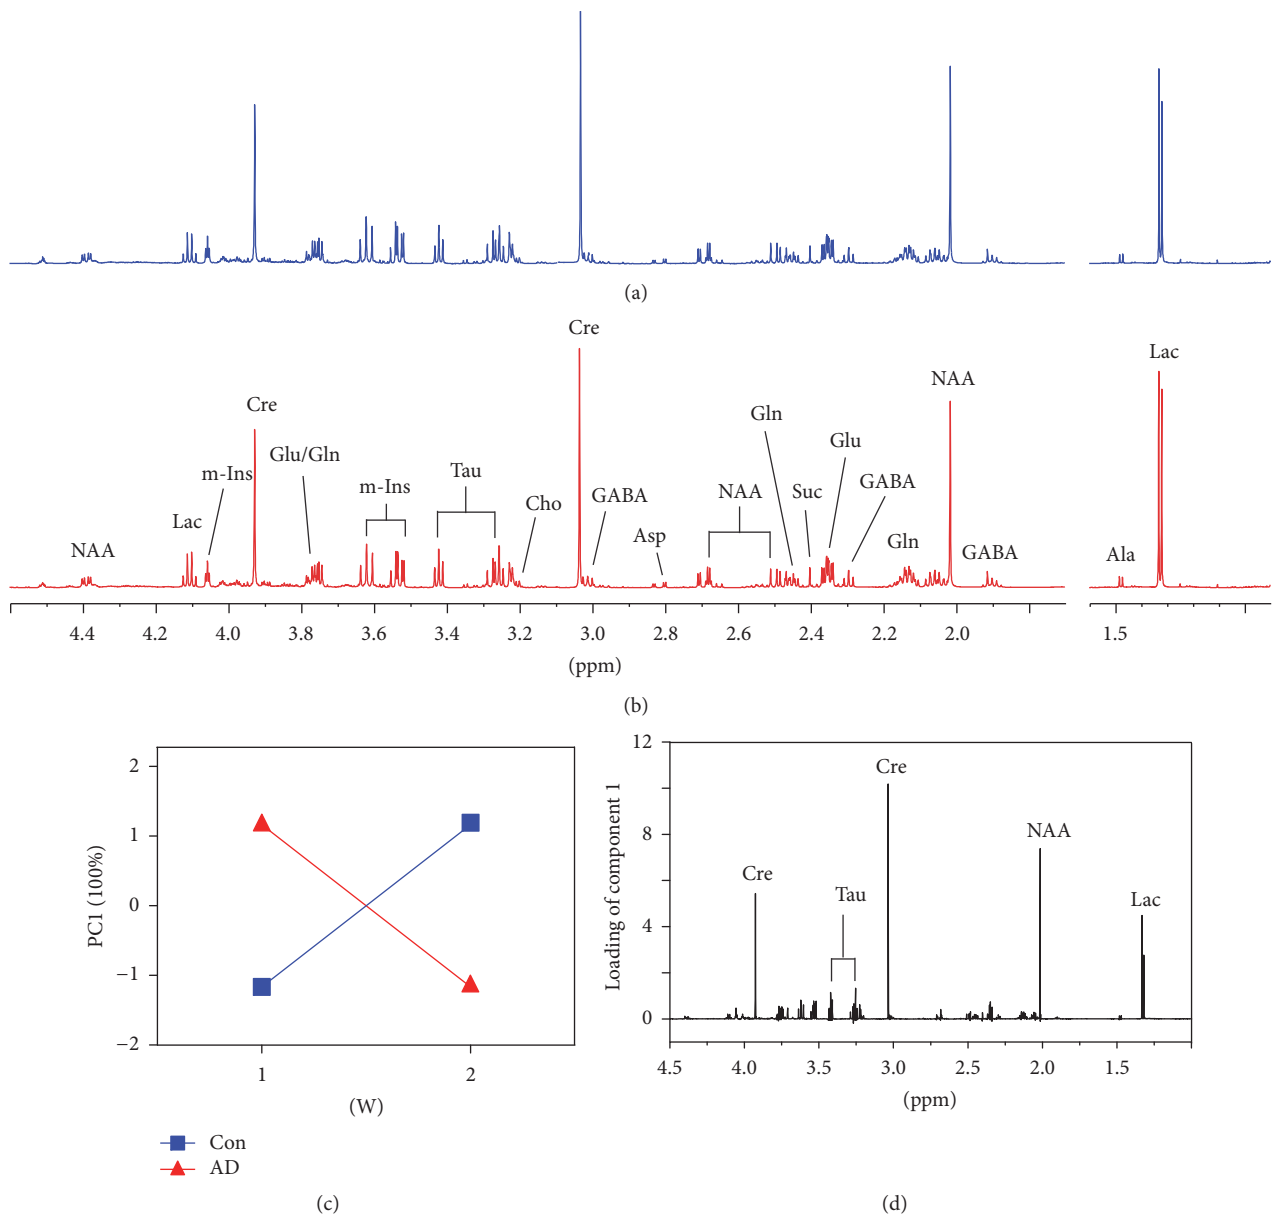 (a)
Cre
Lac
NAA
Cre
Gln
Glu
Glu/Gln
Tau
m-Ins
m-Ins
NAA
Suc
GABA
GABA
Cho
Lac
Asp
Gln
NAA
GABA
Ala
4.4 4.2 4.0 3.8 3.6 3.4 3.2 3.0 2.8 2.6 2.4 2.2 2.0 1.5
(ppm)
(b)
2
1
0
−1
−2
PC1 (100%)
1 2
(W)
Con
AD
(c)
12
8
4
0
Loading of component 1
Cre
NAA
Cre
Tau
Lac
4.5 4.0 3.5 3.0 2.5 2.0 1.5
(ppm)
(d)